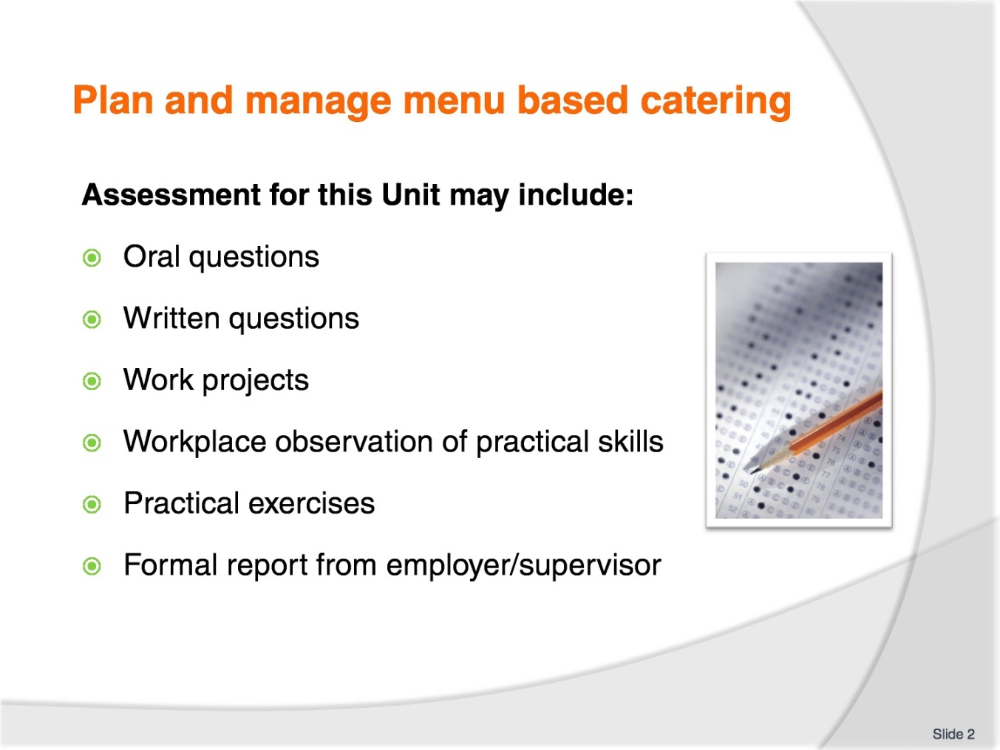 Plan and manage menu based catering
Assessment for this Unit may include:
Oral questions
Written questions
Work projects
Workplace observation of practical skills
Practical exercises
Formal report from employer/supervisor
Slide 2